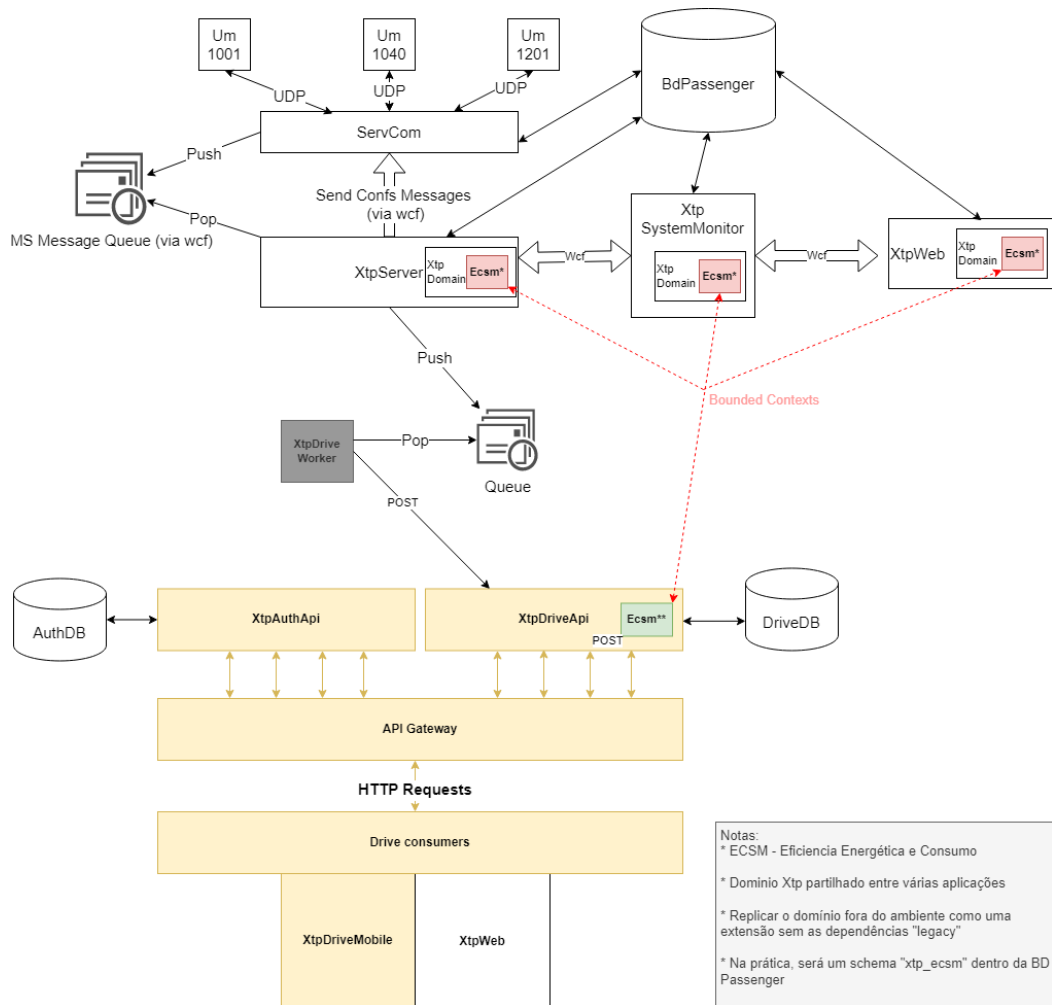 Um
1001
Um
1040
Um
1201
UDP
UDP
UDP
BdPassenger
ServCom
Push
Send Confs Messages
(via wcf)
Pop
MS Message Queue (via wcf)
XtpServer
Xtp
Domain
Ecsm*
Wcf
Xtp
SystemMonitor
Xtp
Domain
Ecsm*
Wcf
XtpWeb
Xtp
Domain
Ecsm*
Push
Bounded Contexts
XtpDrive
Worker
Pop
Queue
POST
AuthDB
XtpAuthApi
XtpDriveApi
Ecsm**
POST
DriveDB
API Gateway
HTTP Requests
Drive consumers
XtpDriveMobile
XtpWeb
Notas:
* ECSM - Eficiencia Energética e Consumo
* Dominio Xtp partilhado entre várias aplicações
* Replicar o domínio fora do ambiente como uma
extensão sem as dependências "legacy"
* Na prática, será um schema "xtp_ecsm" dentro da BD
Passenger